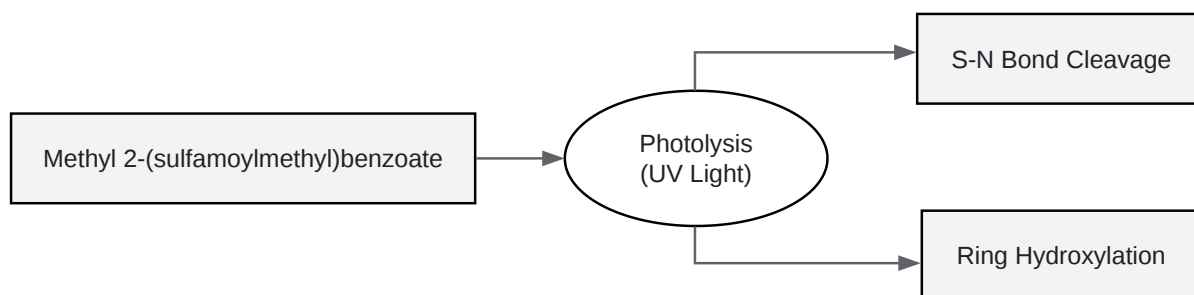 S-N Bond Cleavage
Methyl 2-(sulfamoylmethyl)benzoate
Photolysis
(UV Light)
Ring Hydroxylation